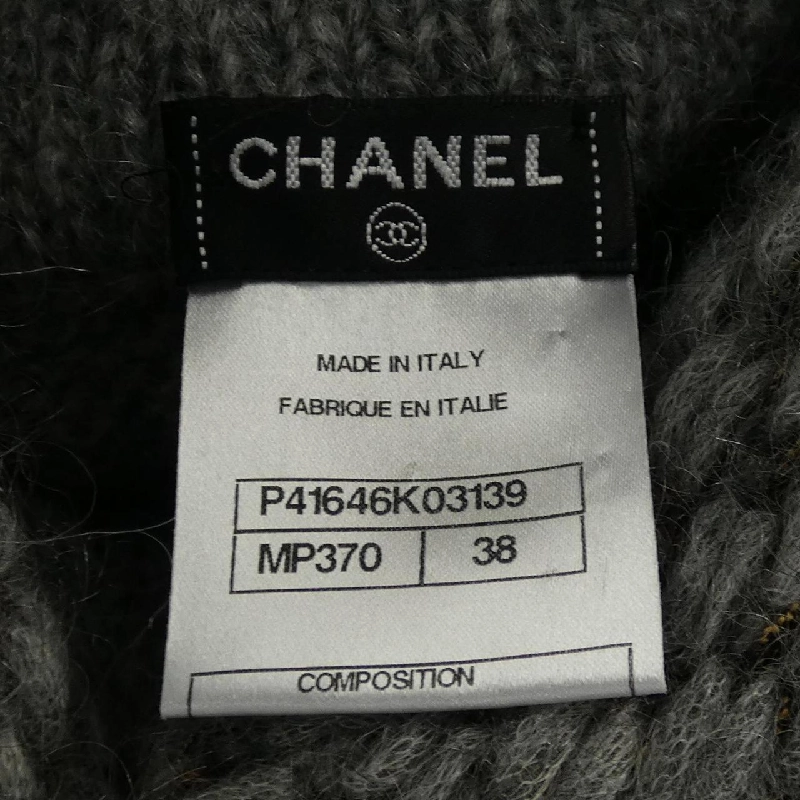 CHANEL
MADE IN ITALY
FABRIQUE EN ITALIE
P41646K03139
MP370 38
COMPOSITION